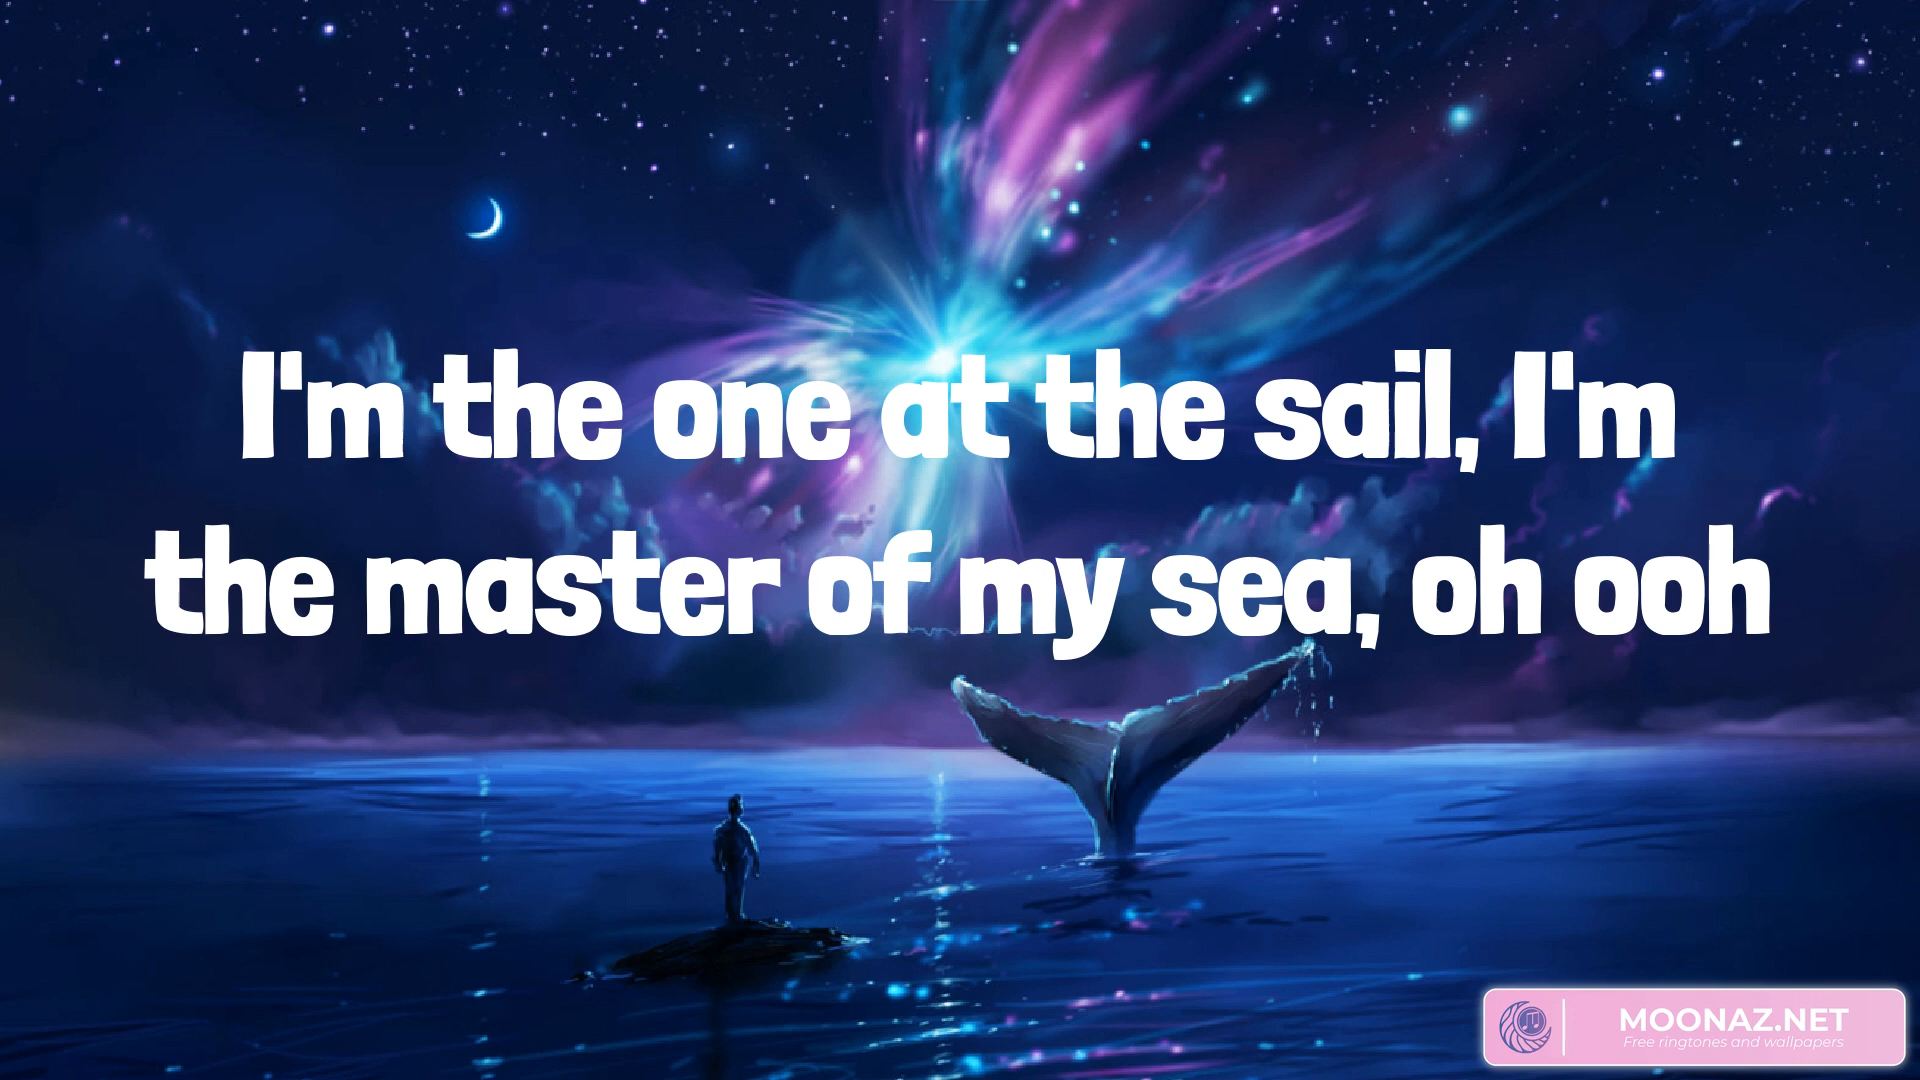 I'm the one at the sail, I'm
the master of my sea, oh ooh
MOONAZ.NET
Free ringtones and wallpapers